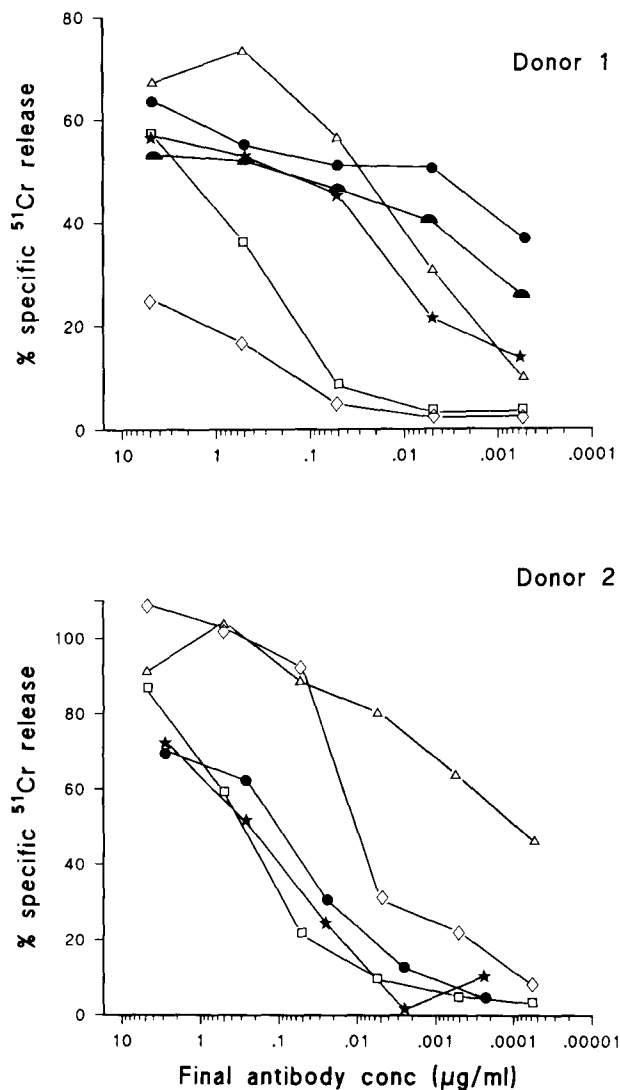 Donor 1
% specific ⁵¹Cr release
80
60
40
20
0
10 1 .1 .01 .001 .0001
Donor 2
% specific ⁵¹Cr release
100
80
60
40
20
0
10 1 .1 .01 .001 .0001 .00001
Final antibody conc (µg/ml)